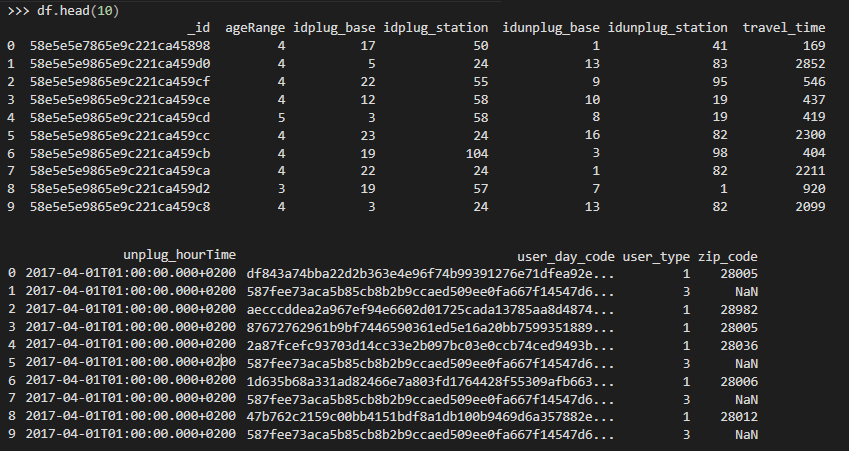 >>> df.head(10)
_id ageRange idplug_base idplug_station idunplug_base idunplug_station travel_time
0 58e5e5e7865e9c221ca45898 4 17 50 1 41 169
1 58e5e5e9865e9c221ca459d0 4 5 24 13 83 2852
2 58e5e5e9865e9c221ca459cf 4 22 55 9 95 546
3 58e5e5e9865e9c221ca459ce 4 12 58 10 19 437
4 58e5e5e9865e9c221ca459cd 5 3 58 8 19 419
5 58e5e5e9865e9c221ca459cc 4 23 24 16 82 2300
6 58e5e5e9865e9c221ca459cb 4 19 104 3 98 404
7 58e5e5e9865e9c221ca459ca 4 22 24 1 82 2211
8 58e5e5e9865e9c221ca459d2 3 19 57 7 1 920
9 58e5e5e9865e9c221ca459c8 4 3 24 13 82 2099
unplug_hourTime user_day_code user_type zip_code
0 2017-04-01T01:00:00.000+0200 df843a74bba22d2b363e4e96f74b99391276e71dfea92e... 1 28005
1 2017-04-01T01:00:00.000+0200 587fee73aca5b85cb8b2b9ccaed509ee0fa667f14547d6... 3 NaN
2 2017-04-01T01:00:00.000+0200 aecccddea2a967ef94e6602d01725cada13785aa8d4874... 1 28982
3 2017-04-01T01:00:00.000+0200 87672762961b9bf7446590361ed5e16a20bb7599351889... 1 28005
4 2017-04-01T01:00:00.000+0200 2a87fcefc93703d14cc33e2b097bc03e0ccb74ced9493b... 1 28036
5 2017-04-01T01:00:00.000+0200 587fee73aca5b85cb8b2b9ccaed509ee0fa667f14547d6... 3 NaN
6 2017-04-01T01:00:00.000+0200 1d635b68a331ad82466e7a803fd1764428f55309afb663... 1 28006
7 2017-04-01T01:00:00.000+0200 587fee73aca5b85cb8b2b9ccaed509ee0fa667f14547d6... 3 NaN
8 2017-04-01T01:00:00.000+0200 47b762c2159c00bb4151bdf8a1db100b9469d6a357882e... 1 28012
9 2017-04-01T01:00:00.000+0200 587fee73aca5b85cb8b2b9ccaed509ee0fa667f14547d6... 3 NaN